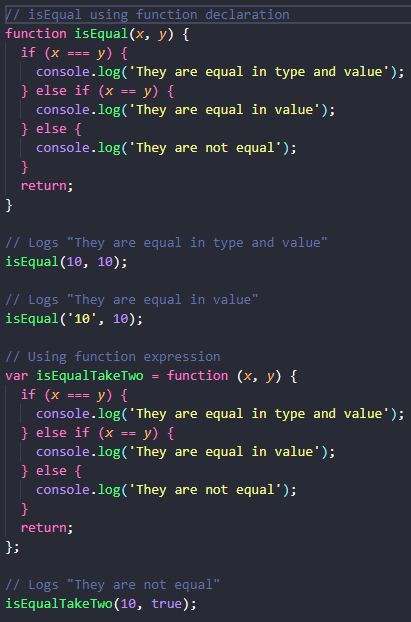 // isEqual using function declaration
function isEqual(x, y) {
  if (x === y) {
    console.log('They are equal in type and value');
  } else if (x == y) {
    console.log('They are equal in value');
  } else {
    console.log('They are not equal');
  }
  return;
}

// Logs "They are equal in type and value"
isEqual(10, 10);

// Logs "They are equal in value"
isEqual('10', 10);

// Using function expression
var isEqualTakeTwo = function (x, y) {
  if (x === y) {
    console.log('They are equal in type and value');
  } else if (x == y) {
    console.log('They are equal in value');
  } else {
    console.log('They are not equal');
  }
  return;
};

// Logs "They are not equal"
isEqualTakeTwo(10, true);